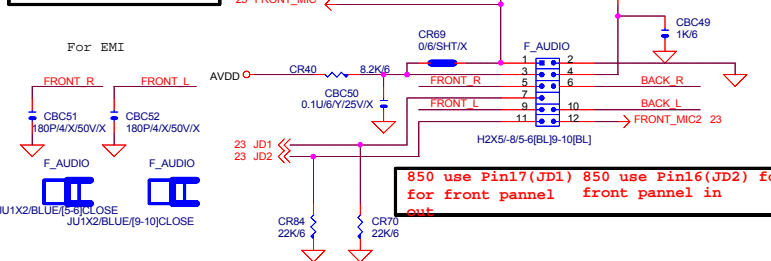 23 FRONT_MIC
CR69
0/6/SHT/X
F_AUDIO
CBC49
1K/6
For EMI
1 2
3 4
5 6
7
9 10
11 12
FRONT_R
FRONT_L
AVDD
CR40
8.2K/6
FRONT_R
BACK_R
CBC50
0.1U/6/Y/25V/X
FRONT_L
BACK_L
FRONT_MIC2 23
CBC51
180P/4/X/50V/X
CBC52
180P/4/X/50V/X
H2X5/-8/5-6[BL]9-10[BL]
23 JD1
23 JD2
F_AUDIO
F_AUDIO
JU1X2/BLUE/[5-6]CLOSE
JU1X2/BLUE/[9-10]CLOSE
850 use Pin17(JD1)
for front pannel
out
850 use Pin16(JD2) fo
front pannel in
CR84
22K/6
CR70
22K/6